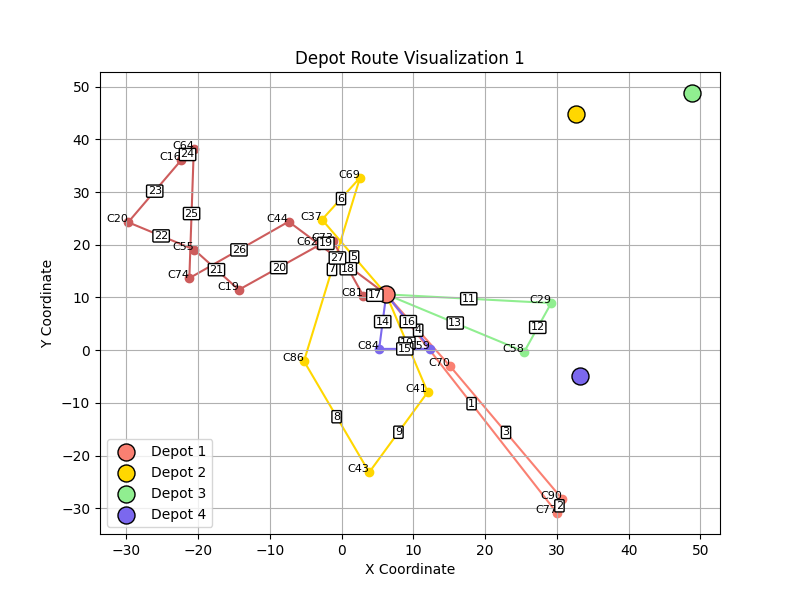 Depot Route Visualization 1
Y Coordinate
50
40
30
20
10
0
−10
−20
−30
C64
24
C16
23
C20
25
22
C55
C74
21
C19
26
20
C44
C62
C73
19
C69
6
C37
5
27
7
18
C81
17
C29
11
13
12
C58
14
16
4
10
15
C59
C84
C86
C70
C41
1
8
9
3
C43
C90
2
C77
Depot 1
Depot 2
Depot 3
Depot 4
−30
−20
−10
0
10
20
30
40
50
X Coordinate